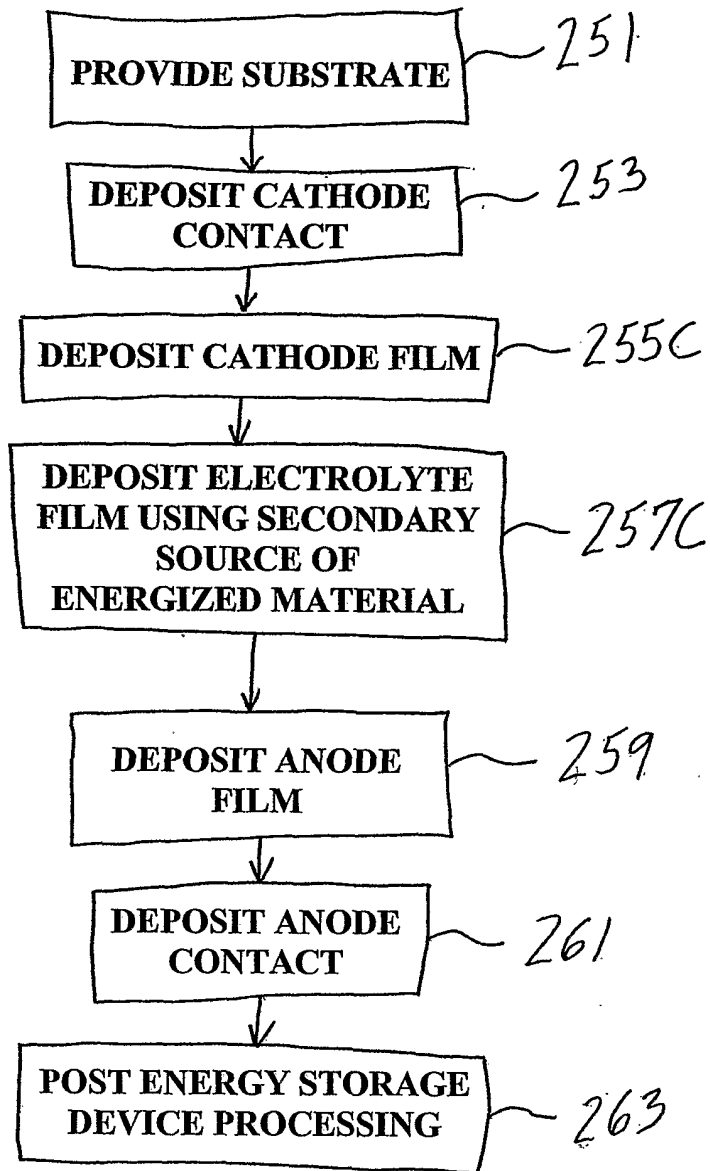 PROVIDE SUBSTRATE
251
DEPOSIT CATHODE
CONTACT
253
DEPOSIT CATHODE FILM
255C
DEPOSIT ELECTROLYTE
FILM USING SECONDARY
SOURCE OF
ENERGIZED MATERIAL
257C
DEPOSIT ANODE
FILM
259
DEPOSIT ANODE
CONTACT
261
POST ENERGY STORAGE
DEVICE PROCESSING
263